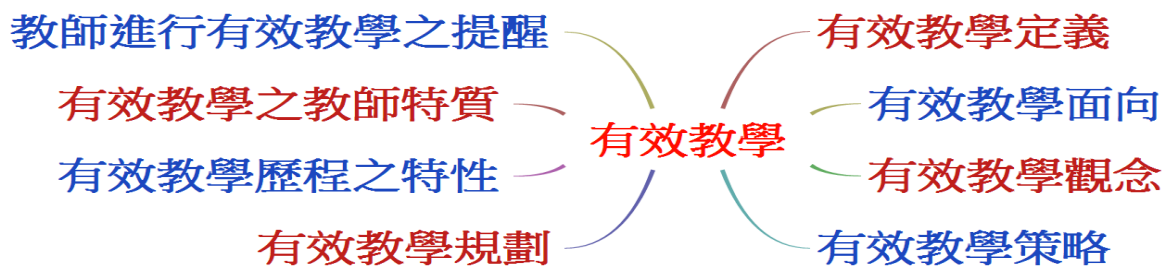 教師進行有效教學之提醒
有效教學之教師特質
有效教學歷程之特性
有效教學規劃
有效教學
有效教學定義
有效教學面向
有效教學觀念
有效教學策略